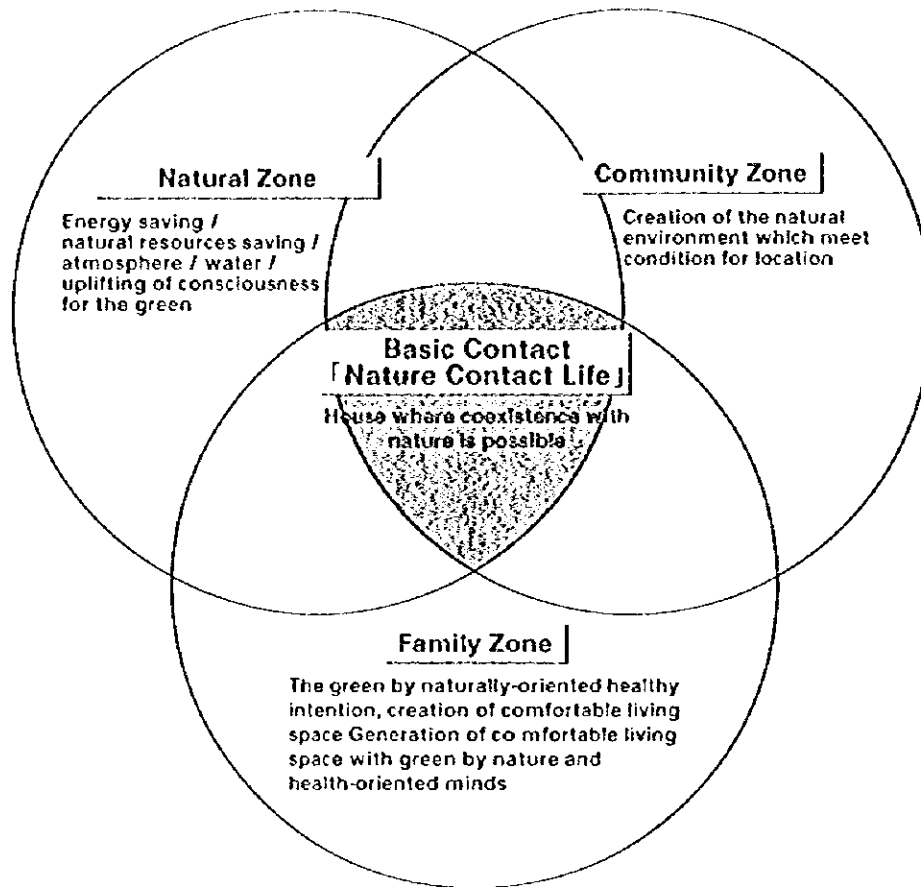 Natural Zone
Energy saving /
natural resources saving /
atmosphere / water /
uplifting of consciousness
for the green
Community Zone
Creation of the natural
environment which meet
condition for location
Basic Contact
「Nature Contact Life」
House where coexistence with
nature is possible
Family Zone
The green by naturally-oriented healthy
intention, creation of comfortable living
space Generation of co mfortable living
space with green by nature and
health-oriented minds